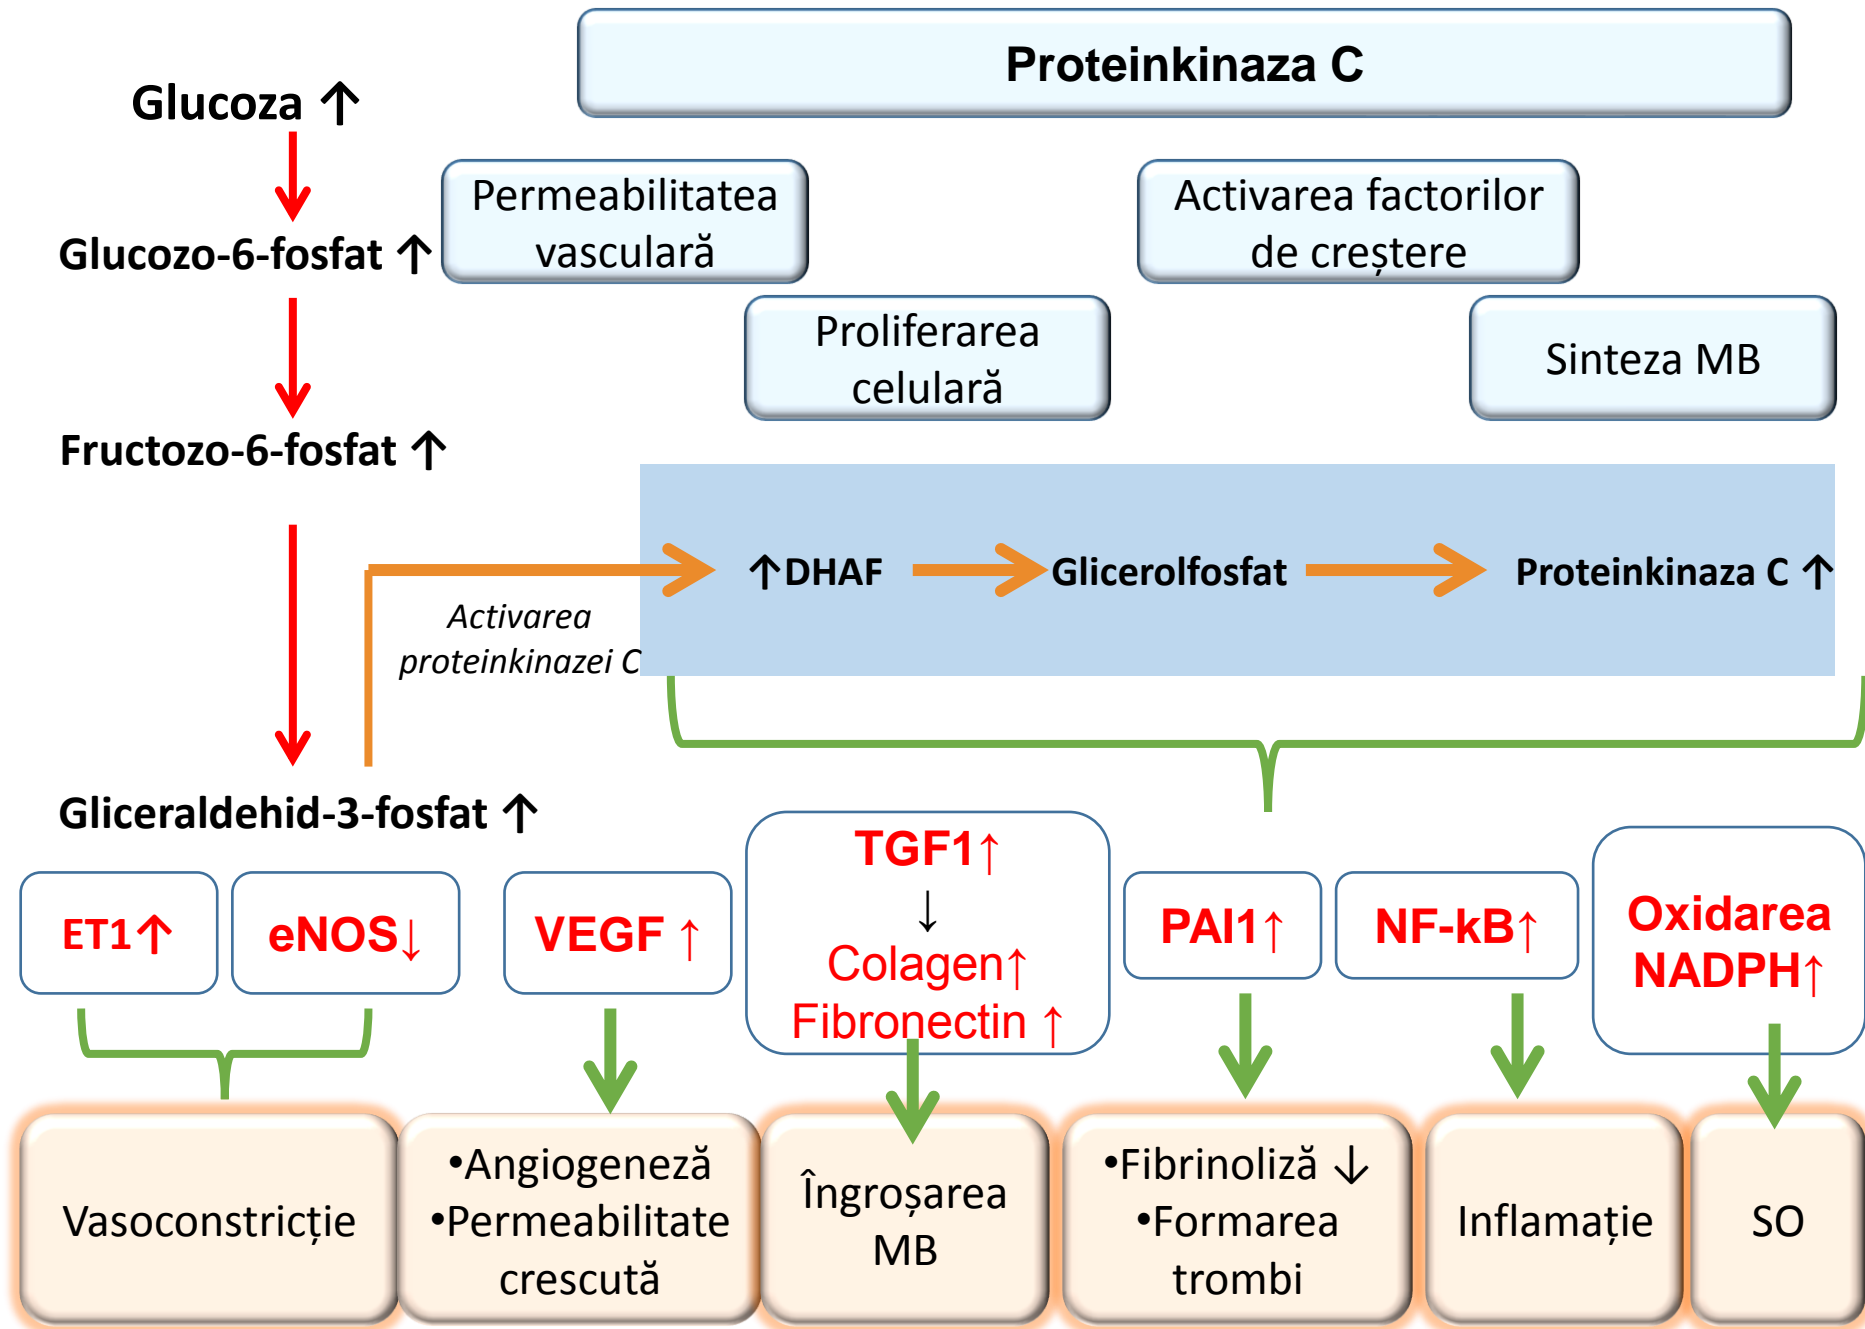 Proteinkinaza C
Glucoza ↑
Permeabilitatea
vasculară
Activarea factorilor
de creștere
Glucozo-6-fosfat ↑
Proliferarea
celulară
Sinteza MB
Fructozo-6-fosfat ↑
↑DHAF
Glicerolfosfat
Proteinkinaza C ↑
Activarea
proteinkinazei C
Gliceraldehid-3-fosfat ↑
ET1↑
eNOS↓
VEGF ↑
TGF1↑
↓
Colagen↑
Fibronectin ↑
PAI1↑
NF-kB↑
Oxidarea
NADPH↑
Vasoconstricție
•Angiogeneză
•Permeabilitate
crescută
Îngroșarea
MB
•Fibrinoliză ↓
•Formarea
trombi
Inflamație
SO